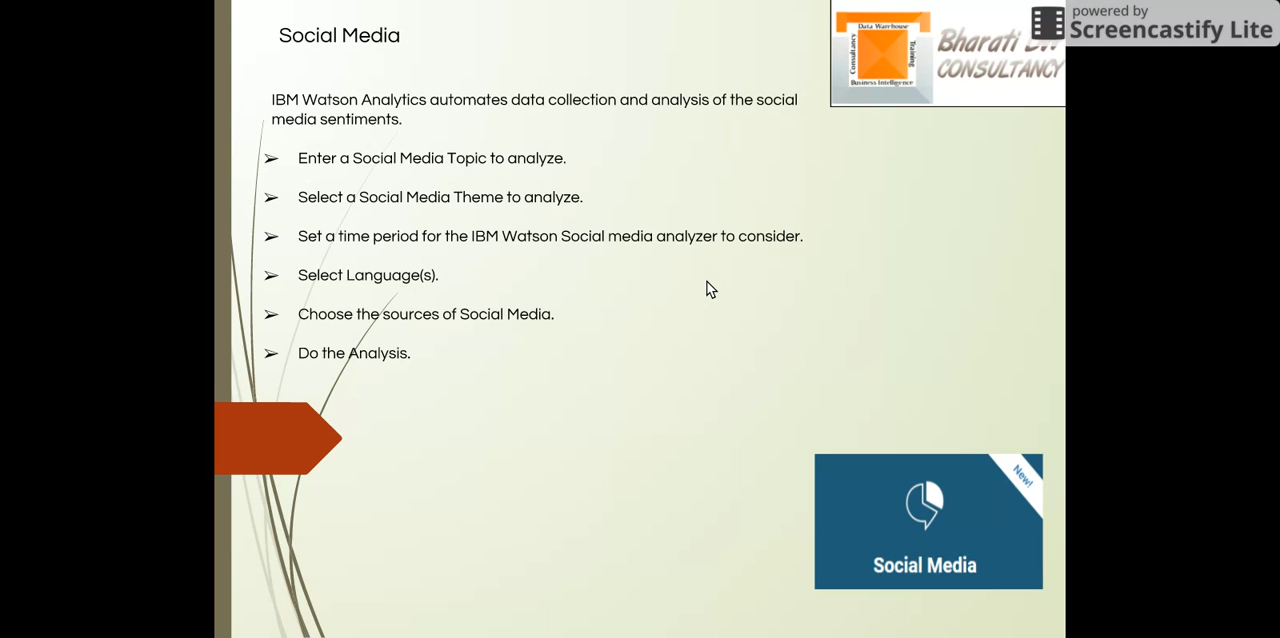 Social Media
powered by
Screencastify Lite
Data Warehouse
Consultancy
Training
Business Intelligence
Bharati
CONSULTANCY
IBM Watson Analytics automates data collection and analysis of the social
media sentiments.
➢ Enter a Social Media Topic to analyze.
➢ Select a Social Media Theme to analyze.
➢ Set a time period for the IBM Watson Social media analyzer to consider.
➢ Select Language(s).
➢ Choose the sources of Social Media.
➢ Do the Analysis.
New!
Social Media